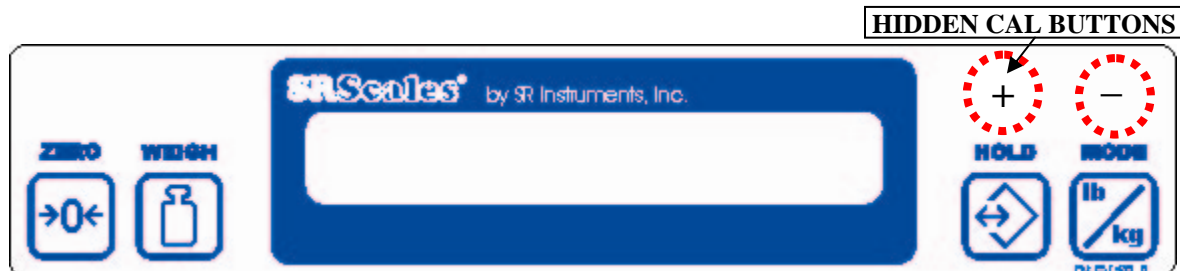 HIDDEN CAL BUTTONS
SRScales® by SR Instruments, Inc.
+ −
ZERO WEIGH HOLD MODE
→0← lb/kg